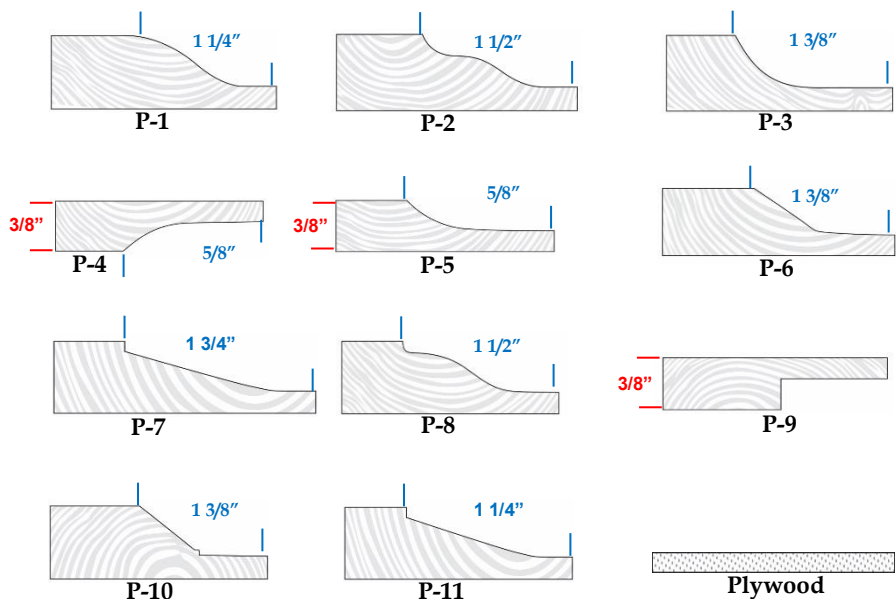 1 1/4″
1 1/2″
1 3/8″
P-1
P-2
P-3
3/8”
5/8″
P-4
3/8”
5/8″
P-5
1 3/8″
P-6
1 3/4”
P-7
1 1/2″
P-8
3/8”
P-9
1 3/8″
P-10
1 1/4”
P-11
Plywood